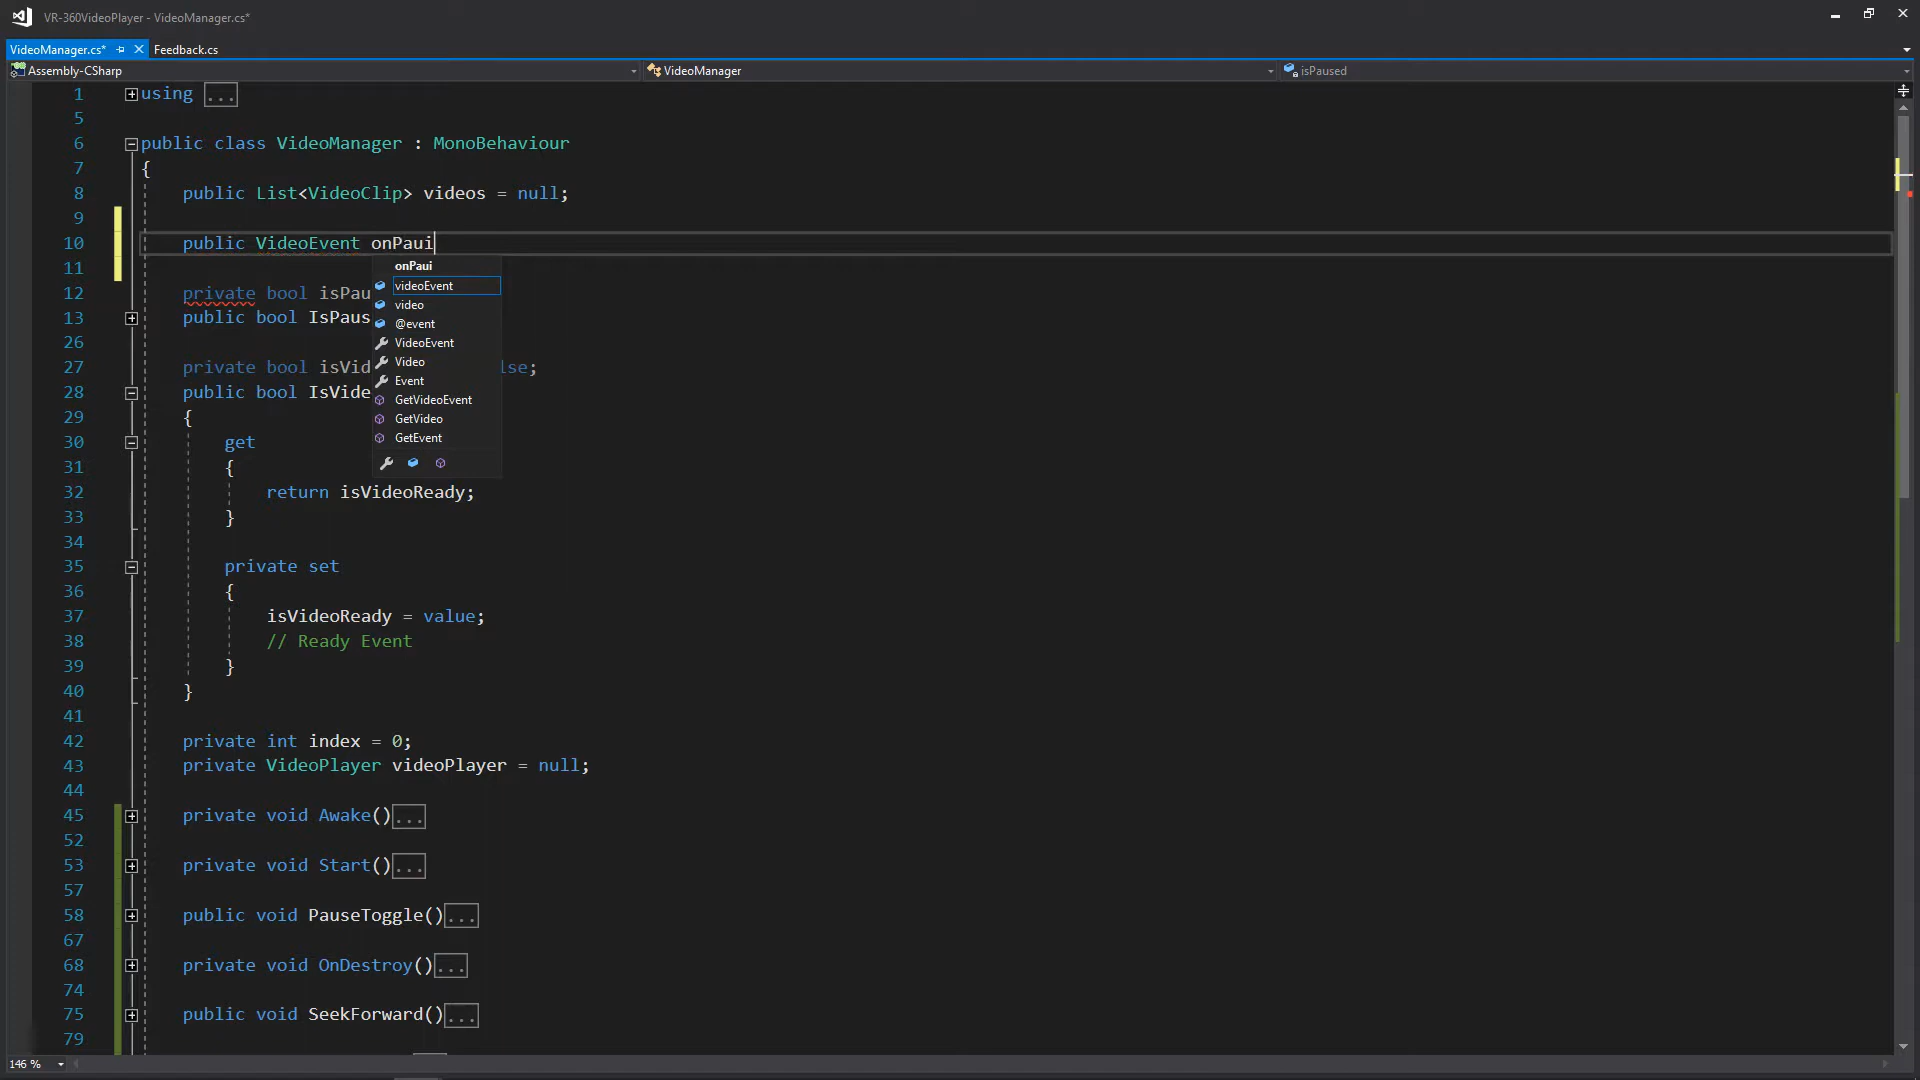 VR-360VideoPlayer - VideoManager.cs*
VideoManager.cs* Feedback.cs
Assembly-CSharp VideoManager isPaused
1 using ...
5
6 public class VideoManager : MonoBehaviour
7 {
8 public List<VideoClip> videos = null;
9
10 public VideoEvent onPaui
11 onPaui
videoEvent
12 private bool isPau
video
13 public bool IsPaus
@event
26 VideoEvent
Video
27 private bool isVid lse;
Event
28 public bool IsVide
GetVideoEvent
29 {
GetVideo
30 get
GetEvent
31 {
32 return isVideoReady;
33 }
34
35 private set
36 {
37 isVideoReady = value;
38 // Ready Event
39 }
40 }
41
42 private int index = 0;
43 private VideoPlayer videoPlayer = null;
44
45 private void Awake()...
52
53 private void Start()...
57
58 public void PauseToggle()...
67
68 private void OnDestroy()...
74
75 public void SeekForward()...
79
146 %